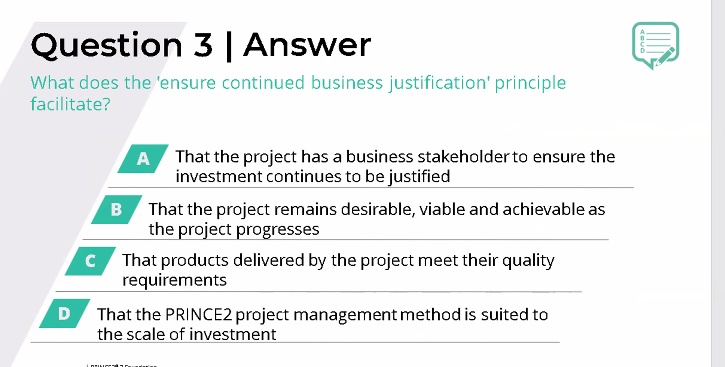 Question 3 | Answer
What does the 'ensure continued business justification' principle
facilitate?
A
B
C
D
A That the project has a business stakeholder to ensure the
investment continues to be justified
B That the project remains desirable, viable and achievable as
the project progresses
C That products delivered by the project meet their quality
requirements
D That the PRINCE2 project management method is suited to
the scale of investment